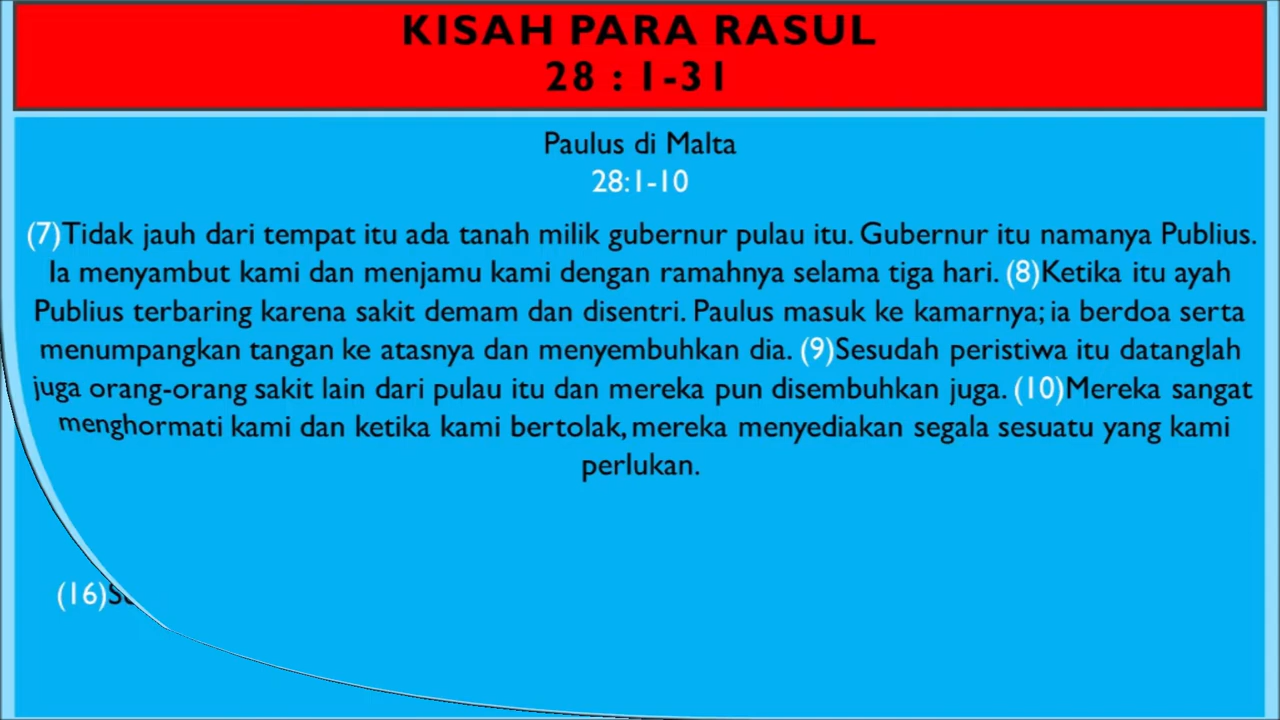 KISAH PARA RASUL
28 : 1-31
Paulus di Malta
28:1-10
(7)Tidak jauh dari tempat itu ada tanah milik gubernur pulau itu. Gubernur itu namanya Publius.
Ia menyambut kami dan menjamu kami dengan ramahnya selama tiga hari. (8)Ketika itu ayah
Publius terbaring karena sakit demam dan disentri. Paulus masuk ke kamarnya; ia berdoa serta
menumpangkan tangan ke atasnya dan menyembuhkan dia. (9)Sesudah peristiwa itu datanglah
juga orang-orang sakit lain dari pulau itu dan mereka pun disembuhkan juga. (10)Mereka sangat
menghormati kami dan ketika kami bertolak, mereka menyediakan segala sesuatu yang kami
perlukan.
(16)